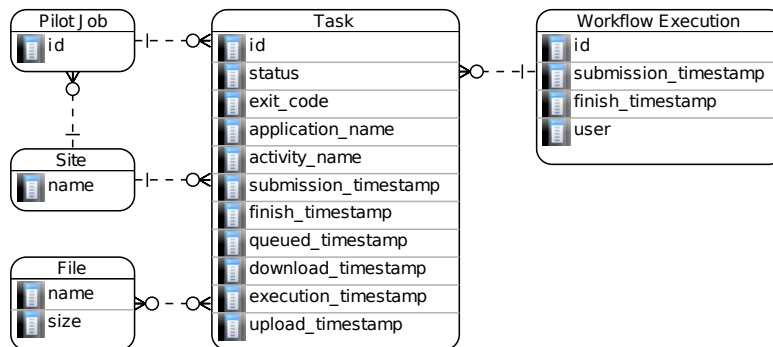 Pilot Job
id
Site
name
File
name
size
Task
id
status
exit_code
application_name
activity_name
submission_timestamp
finish_timestamp
queued_timestamp
download_timestamp
execution_timestamp
upload_timestamp
Workflow Execution
id
submission_timestamp
finish_timestamp
user